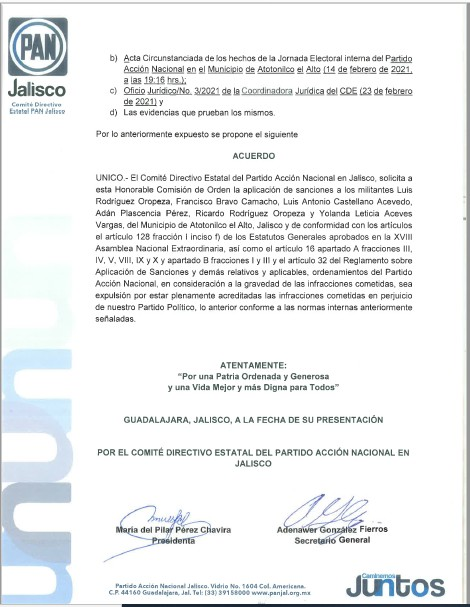 PAN
Jalisco
Comité Directivo
Estatal PAN Jalisco
b) Acta Circunstanciada de los hechos de la Jornada Electoral interna del Partido
Acción Nacional en el Municipio de Atotonilco el Alto (14 de febrero de 2021,
a las 19:16 hrs.);
c) Oficio Jurídico/No. 3/2021 de la Coordinadora Jurídica del CDE (23 de febrero
de 2021) y
d) Las evidencias que prueban los mismos.
Por lo anteriormente expuesto se propone el siguiente
ACUERDO
UNICO.- El Comité Directivo Estatal del Partido Acción Nacional en Jalisco, solicita a
esta Honorable Comisión de Orden la aplicación de sanciones a los militantes Luis
Rodríguez Oropeza, Francisco Bravo Camacho, Luis Antonio Castellano Acevedo,
Adán Plascencia Pérez, Ricardo Rodríguez Oropeza y Yolanda Leticia Aceves
Vargas, del Municipio de Atotonilco el Alto, Jalisco y de conformidad con los artículos
el artículo 128 fracción I inciso f) de los Estatutos Generales aprobados en la XVIII
Asamblea Nacional Extraordinaria, así como el artículo 16 apartado A fracciones III,
IV, V, VIII, IX y X y apartado B fracciones I y III y el artículo 32 del Reglamento sobre
Aplicación de Sanciones y demás relativos y aplicables, ordenamientos del Partido
Acción Nacional, en consideración a la gravedad de las infracciones cometidas, sea
expulsión por estar plenamente acreditadas las infracciones cometidas en perjuicio
de nuestro Partido Político, lo anterior conforme a las normas internas anteriormente
señaladas.
ATENTAMENTE:
"Por una Patria Ordenada y Generosa
y una Vida Mejor y más Digna para Todos"
GUADALAJARA, JALISCO, A LA FECHA DE SU PRESENTACIÓN
POR EL COMITÉ DIRECTIVO ESTATAL DEL PARTIDO ACCIÓN NACIONAL EN
JALISCO
María del Pilar Pérez Chavira
Presidenta
Adenawer González Fierros
Secretario General
Partido Acción Nacional Jalisco. Vidrio No. 1604 Col. Americana.
C.P. 44160 Guadalajara, Jal. Tel: (33) 39158000 www.panjal.org.mx
Caminemos
Juntos